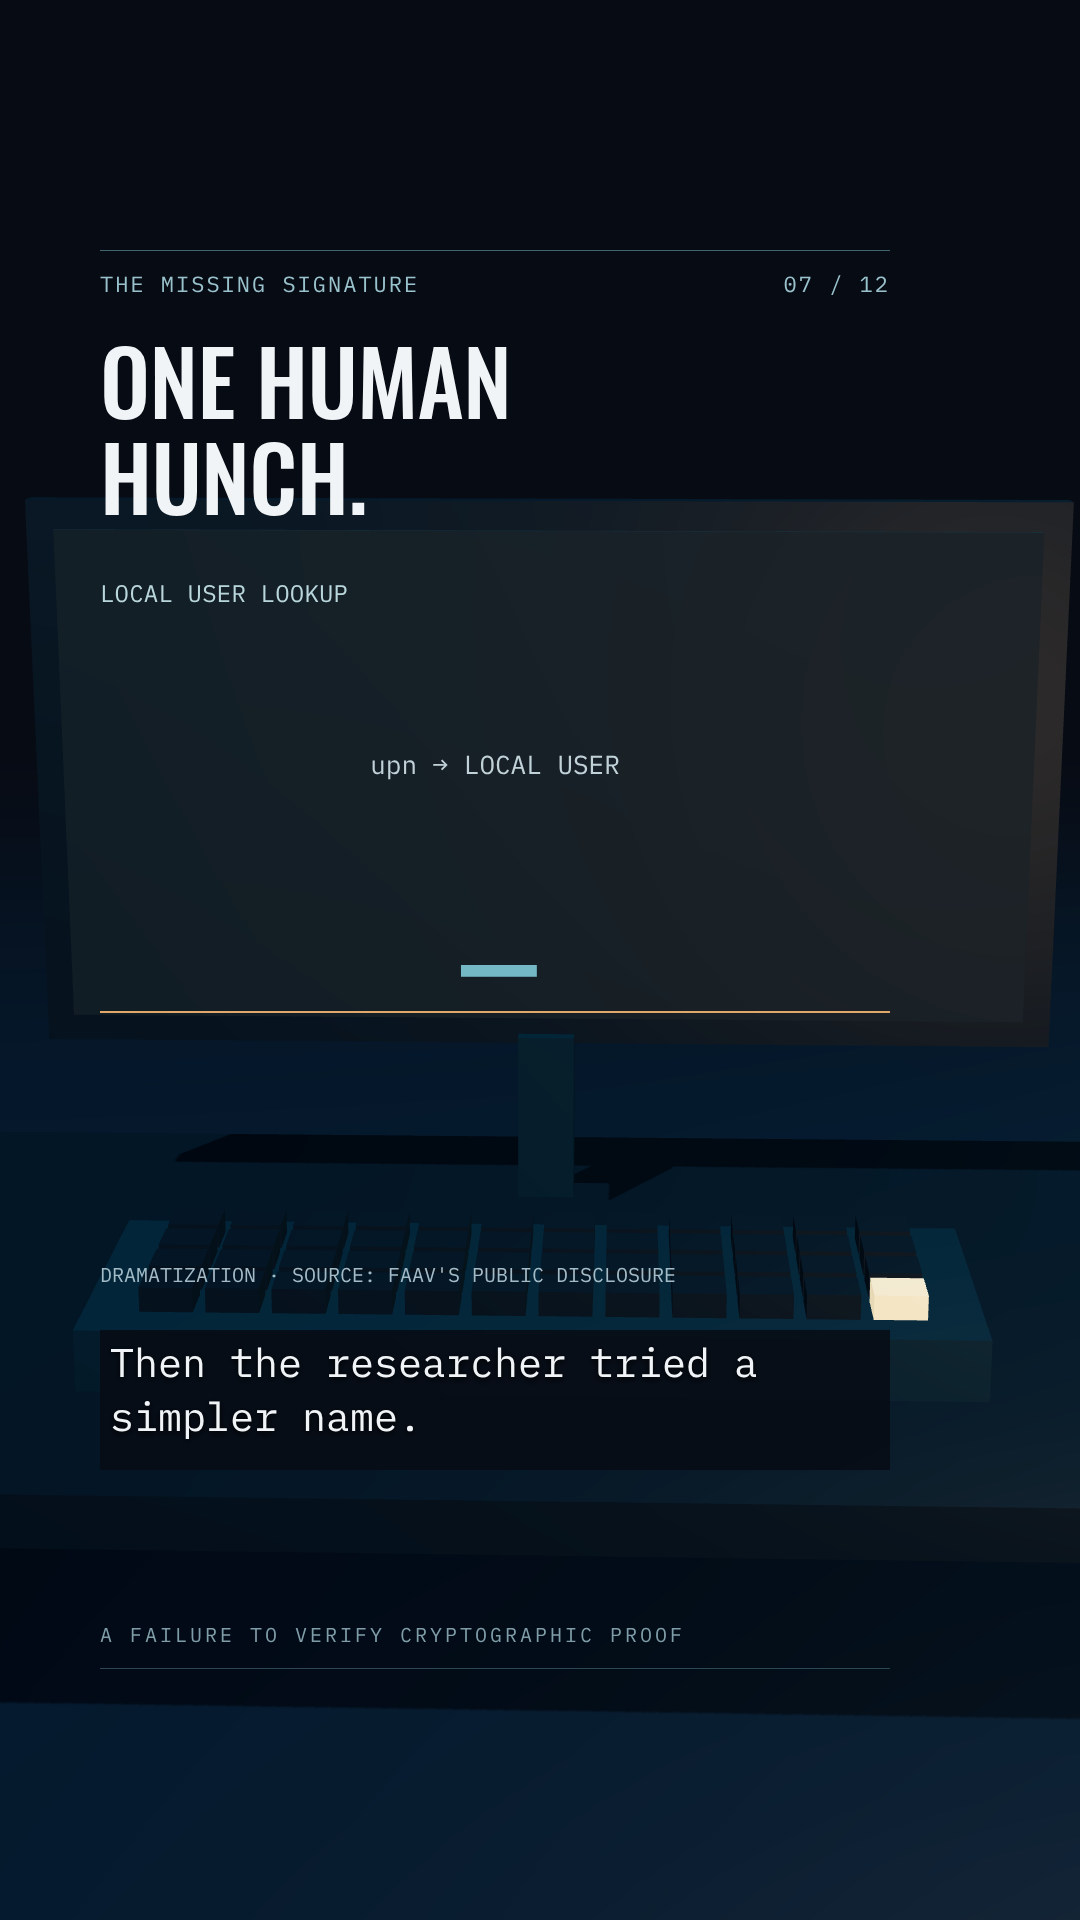 THE MISSING SIGNATURE
07 / 12
ONE HUMAN
HUNCH.
LOCAL USER LOOKUP
upn → LOCAL USER
DRAMATIZATION · SOURCE: FAAV'S PUBLIC DISCLOSURE
Then the researcher tried a
simpler name.
A FAILURE TO VERIFY CRYPTOGRAPHIC PROOF